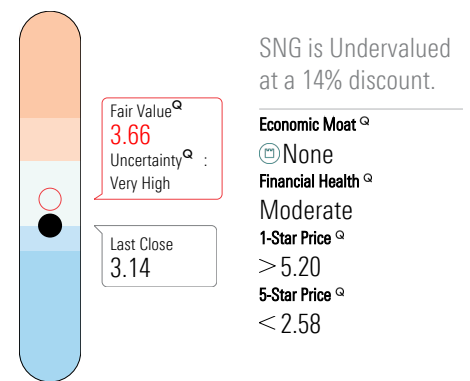 SNG is Undervalued
at a 14% discount.
Fair Value Q
3.66
Uncertainty Q :
Very High
Last Close
3.14
Economic Moat Q
None
Financial Health Q
Moderate
1-Star Price Q
>5.20
5-Star Price Q
<2.58